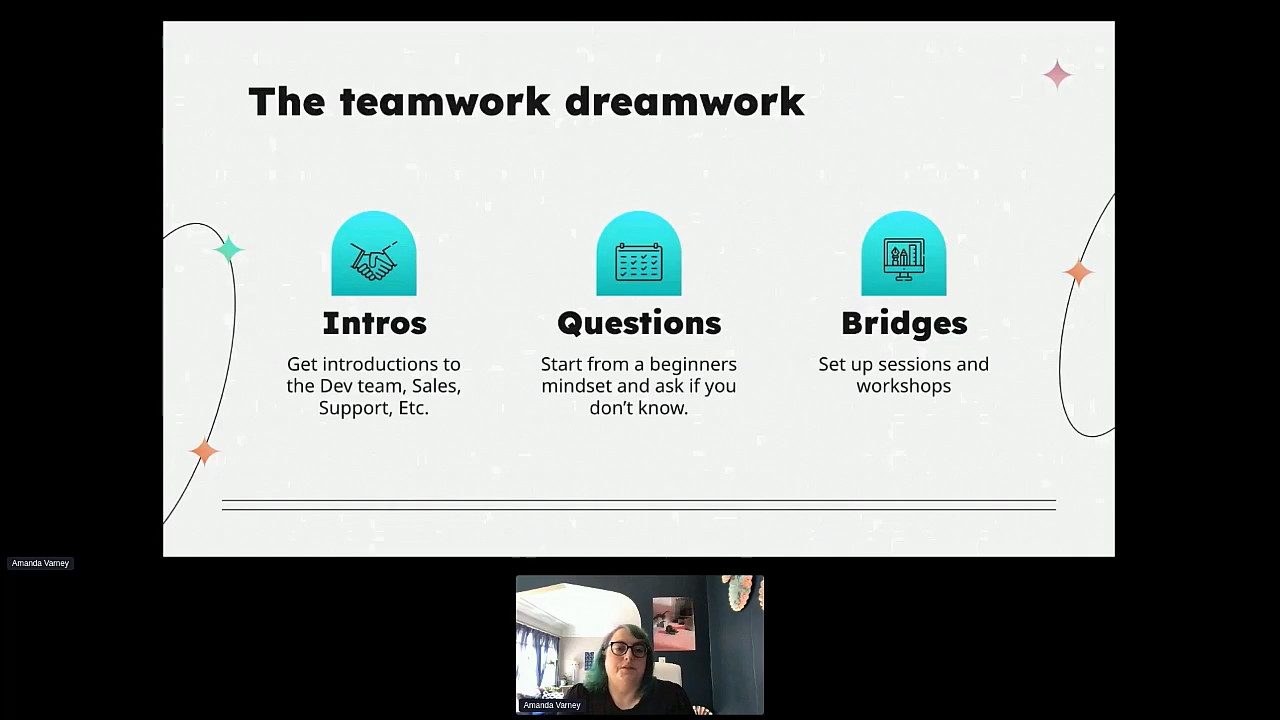 The teamwork dreamwork
Intros
Get introductions to
the Dev team, Sales,
Support, Etc.
Questions
Start from a beginners
mindset and ask if you
don’t know.
Bridges
Set up sessions and
workshops
Amanda Varney
Amanda Varney